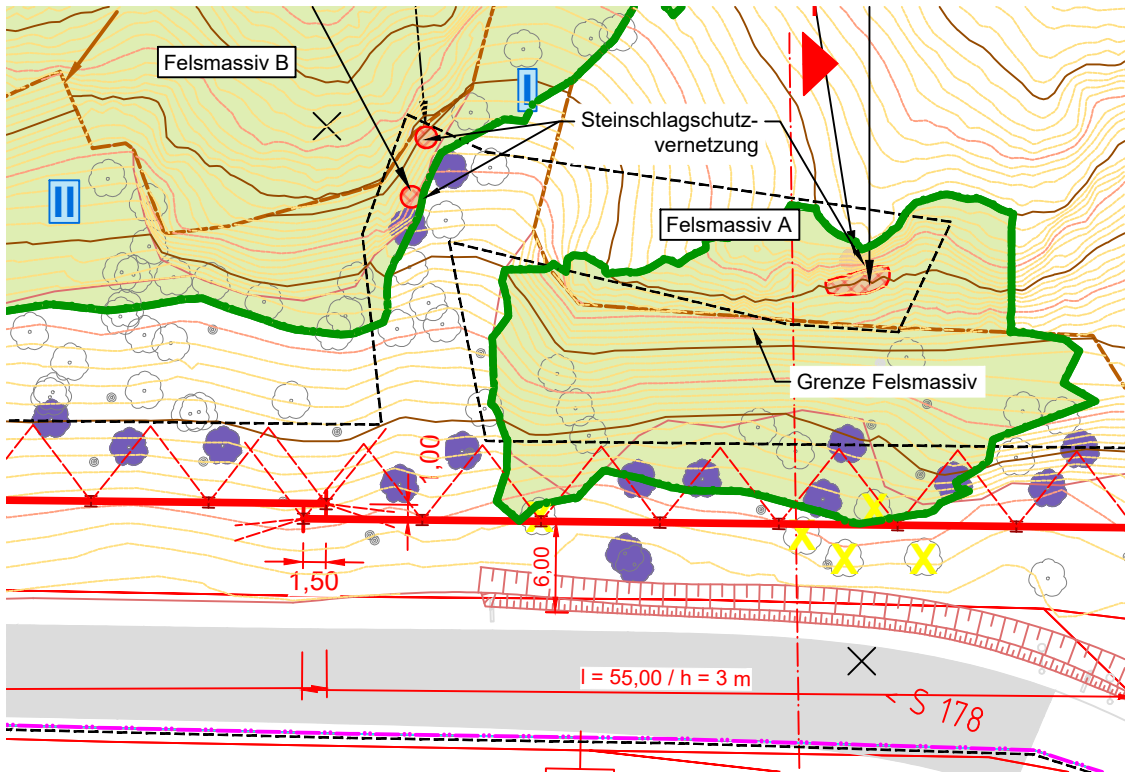 Felsmassiv B
I
Steinschlagschutz-
vernetzung
II
Felsmassiv A
Grenze Felsmassiv
1,00
X
X
X
X
6,00
1,50
l = 55,00 / h = 3 m
< S 178